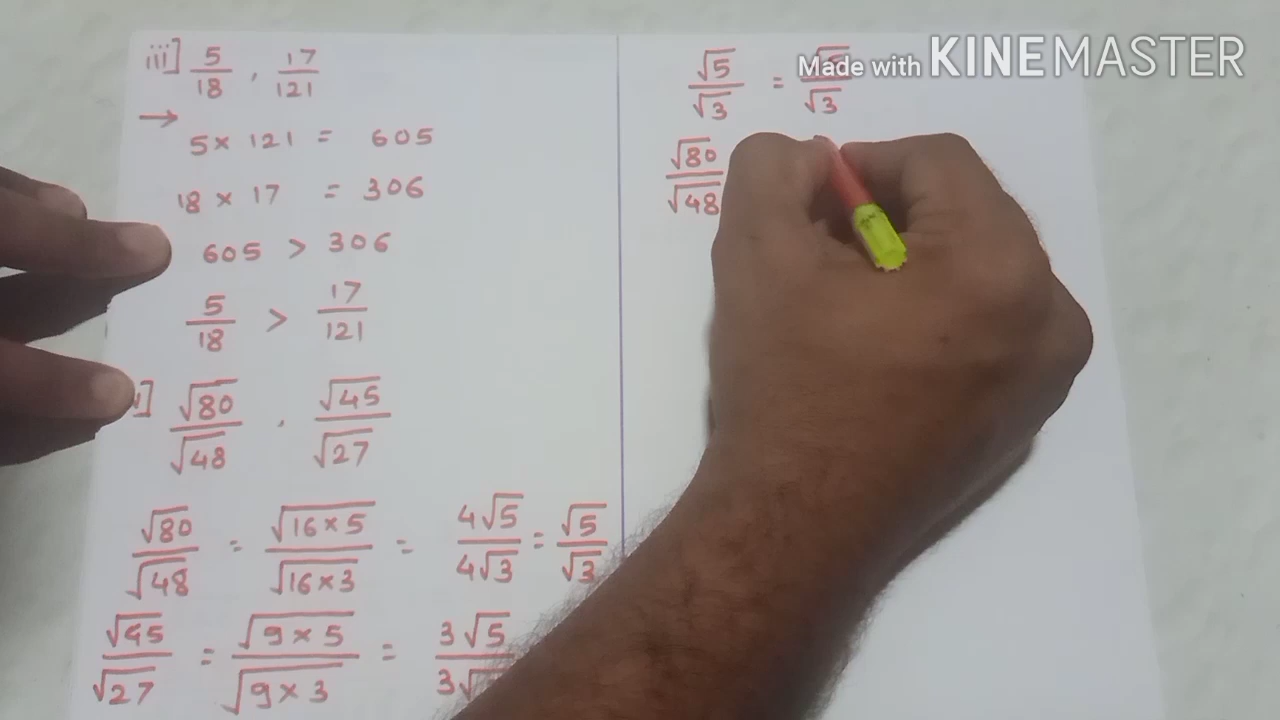 iii] 5/18 , 17/121
→
5 × 121 = 605
18 × 17 = 306
605 > 306
5/18 > 17/121
] √80/√48 , √45/√27
√80/√48 = √16×5/√16×3 = 4√5/4√3 = √5/√3
√45/√27 = √9×5/√9×3 = 3√5/3√
Made with KINEMASTER
√5/√3 = /√3
√80/√48